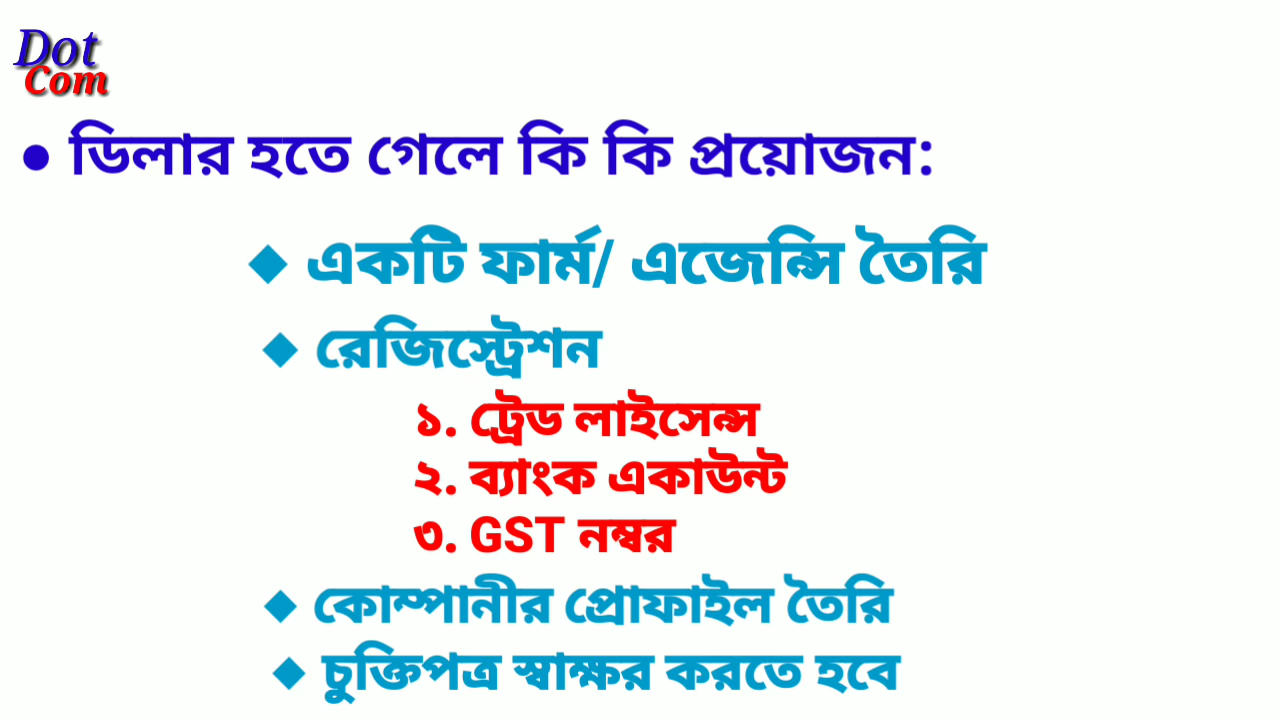 Dot
Com
● ডিলার হতে গেলে কি কি প্রয়োজন:
◆ একটি ফার্ম/ এজেন্সি তৈরি
◆ রেজিস্ট্রেশন
১. ট্রেড লাইসেন্স
২. ব্যাংক একাউন্ট
৩. GST নম্বর
◆ কোম্পানীর প্রোফাইল তৈরি
◆ চুক্তিপত্র স্বাক্ষর করতে হবে